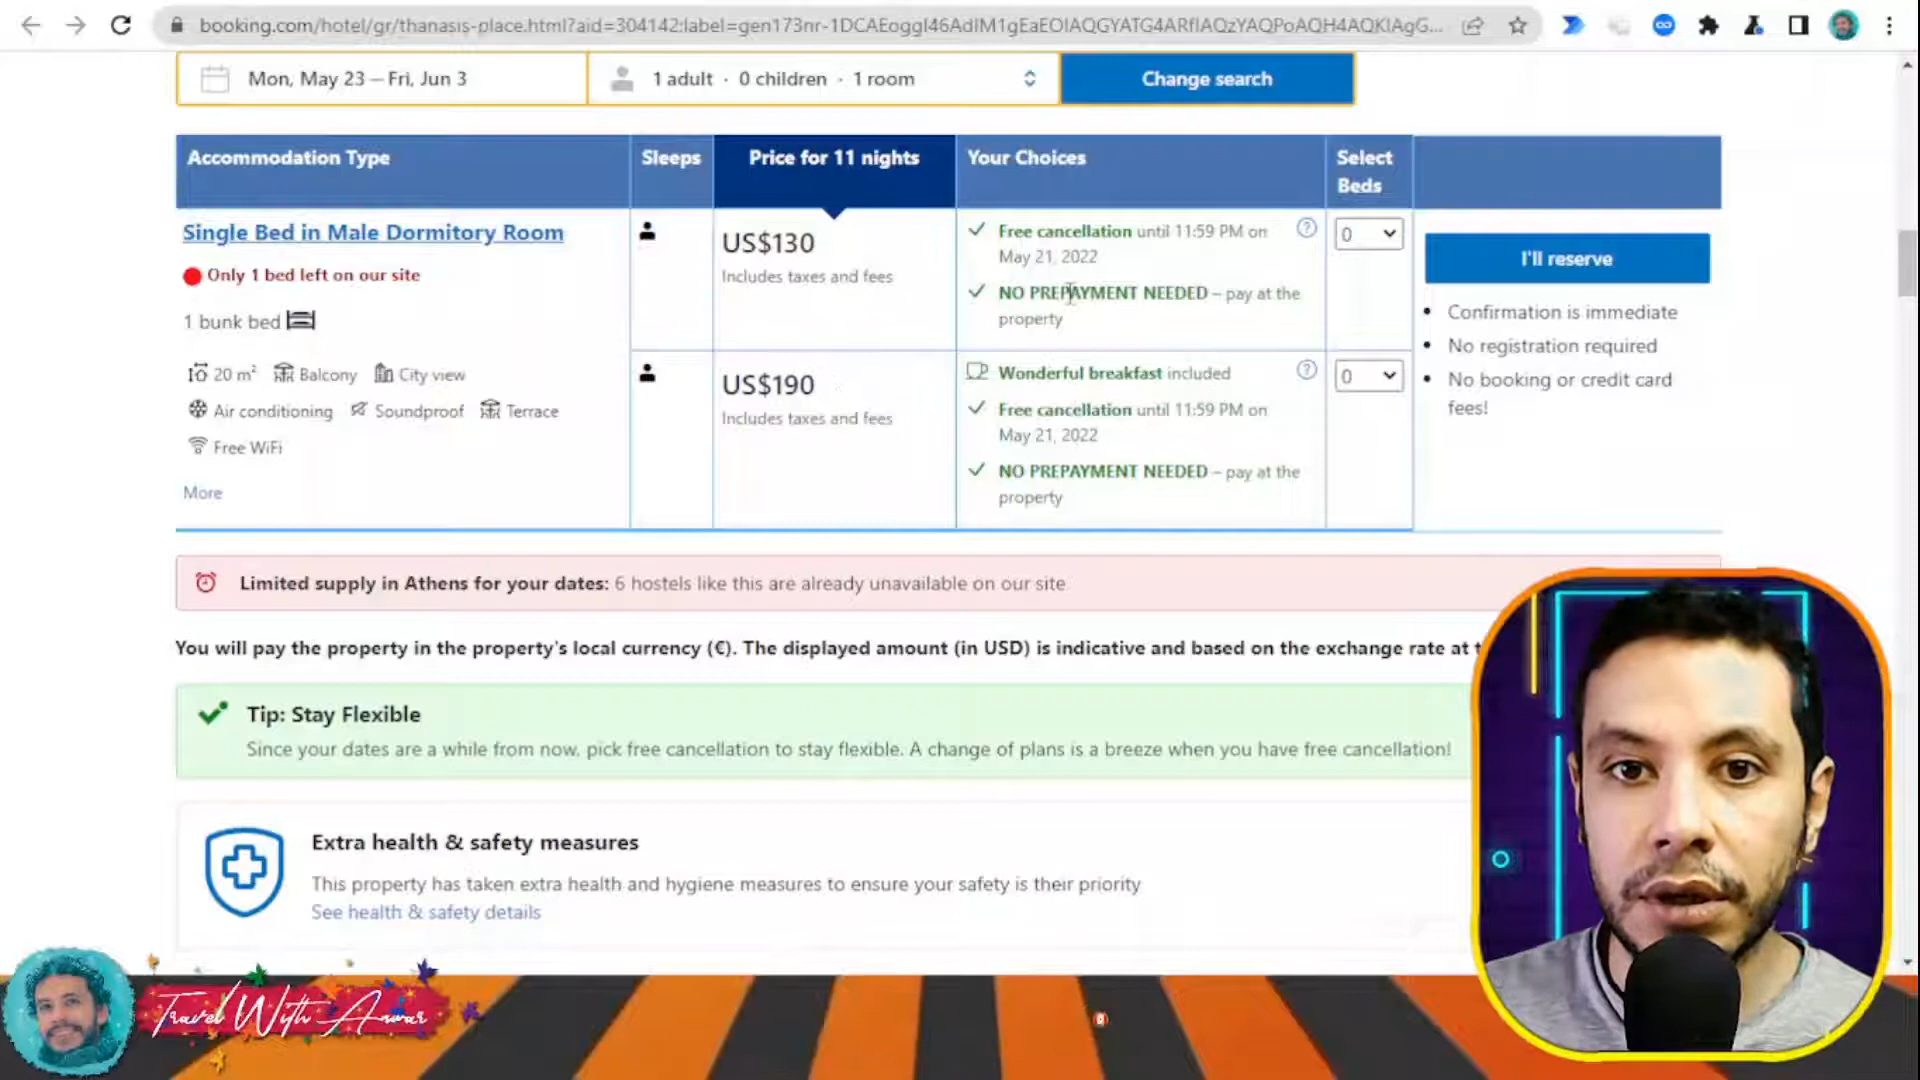 booking.com/hotel/gr/thanasis-place.html?aid=304142;label=gen173nr-1DCAEoggI46AdIM1gEaEOIAQGYATG4ARfIAQzYAQPoAQH4AQKIAgG...
Mon, May 23 – Fri, Jun 3
1 adult · 0 children · 1 room
Change search
Accommodation Type
Sleeps
Price for 11 nights
Your Choices
Select
Beds
Single Bed in Male Dormitory Room
Only 1 bed left on our site
1 bunk bed
20 m² Balcony City view
Air conditioning Soundproof Terrace
Free WiFi
More
US$130
Includes taxes and fees
Free cancellation until 11:59 PM on
May 21, 2022
NO PREPAYMENT NEEDED – pay at the
property
0
I'll reserve
Confirmation is immediate
No registration required
No booking or credit card
fees!
US$190
Includes taxes and fees
Wonderful breakfast included
Free cancellation until 11:59 PM on
May 21, 2022
NO PREPAYMENT NEEDED – pay at the
property
0
Limited supply in Athens for your dates: 6 hostels like this are already unavailable on our site
You will pay the property in the property's local currency (€). The displayed amount (in USD) is indicative and based on the exchange rate at t
Tip: Stay Flexible
Since your dates are a while from now, pick free cancellation to stay flexible. A change of plans is a breeze when you have free cancellation!
Extra health & safety measures
This property has taken extra health and hygiene measures to ensure your safety is their priority
See health & safety details
Travel With Anwar